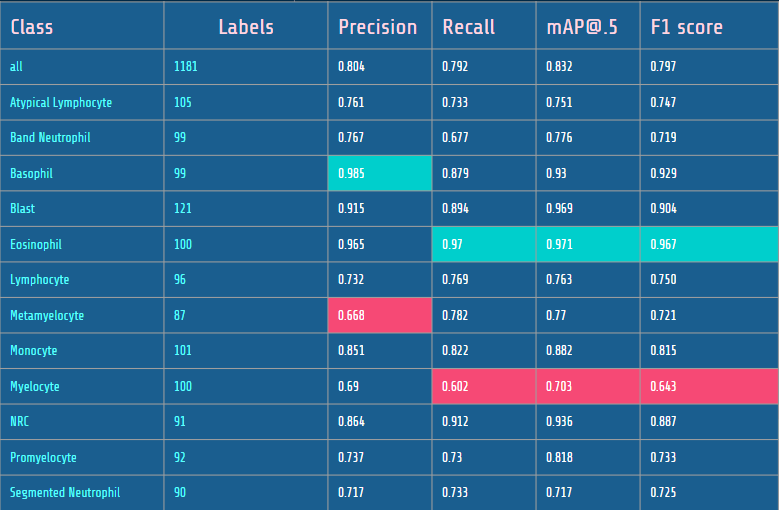 Class Labels Precision Recall mAP@.5 F1 score
all 1181 0.804 0.792 0.832 0.797
Atypical Lymphocyte 105 0.761 0.733 0.751 0.747
Band Neutrophil 99 0.767 0.677 0.776 0.719
Basophil 99 0.985 0.879 0.93 0.929
Blast 121 0.915 0.894 0.969 0.904
Eosinophil 100 0.965 0.97 0.971 0.967
Lymphocyte 96 0.732 0.769 0.763 0.750
Metamyelocyte 87 0.668 0.782 0.77 0.721
Monocyte 101 0.851 0.822 0.882 0.815
Myelocyte 100 0.69 0.602 0.703 0.643
NRC 91 0.864 0.912 0.936 0.887
Promyelocyte 92 0.737 0.73 0.818 0.733
Segmented Neutrophil 90 0.717 0.733 0.717 0.725